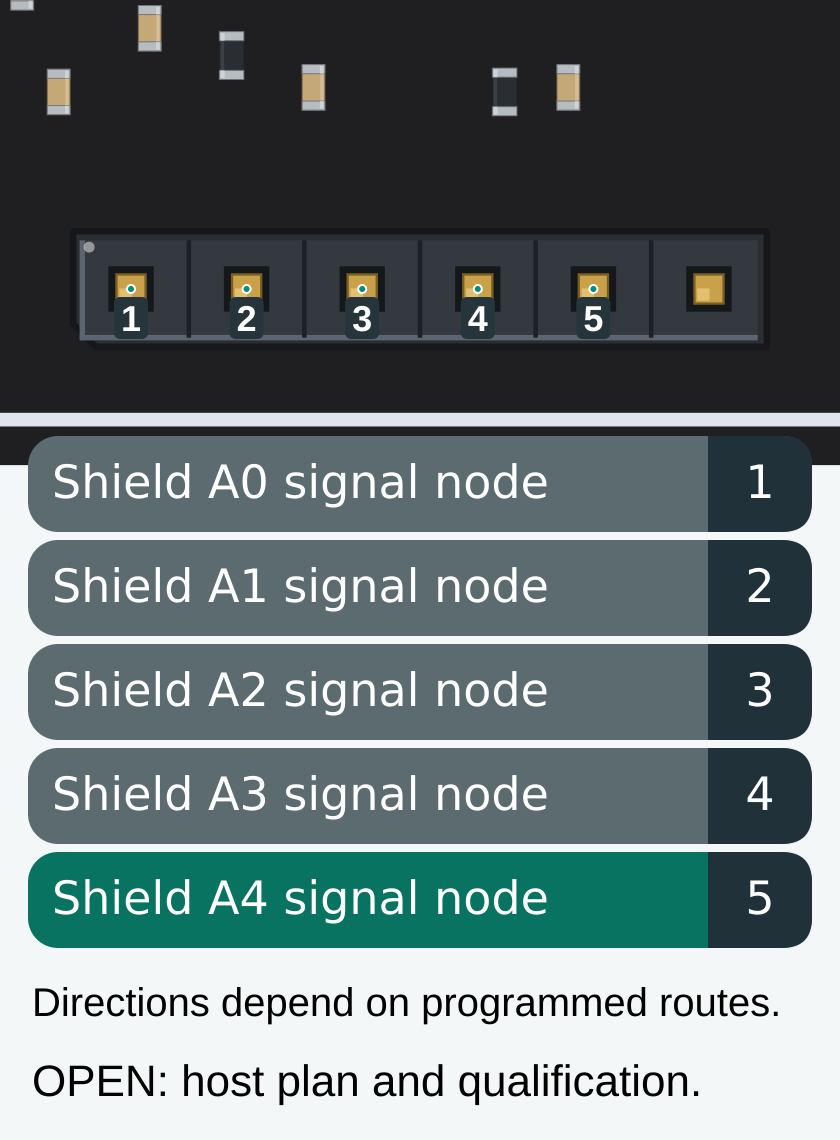 1 2 3 4 5
Shield A0 signal node 1
Shield A1 signal node 2
Shield A2 signal node 3
Shield A3 signal node 4
Shield A4 signal node 5
Directions depend on programmed routes.
OPEN: host plan and qualification.